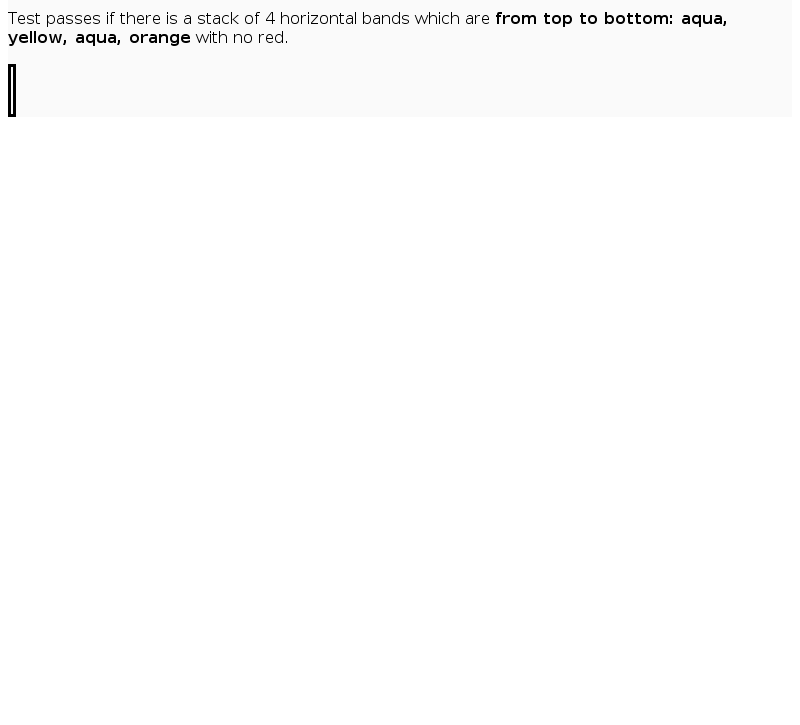 Test passes if there is a stack of 4 horizontal bands which are from top to bottom: aqua,
yellow, aqua, orange with no red.